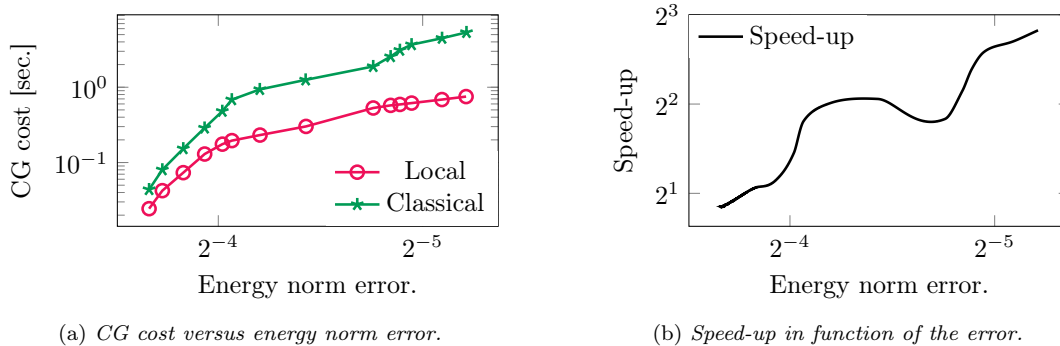 CG cost [sec.]
10^0
10^-1
Local
Classical
2^-4
2^-5
Energy norm error.
(a) CG cost versus energy norm error.
Speed-up
2^3
2^2
2^1
Speed-up
2^-4
2^-5
Energy norm error.
(b) Speed-up in function of the error.